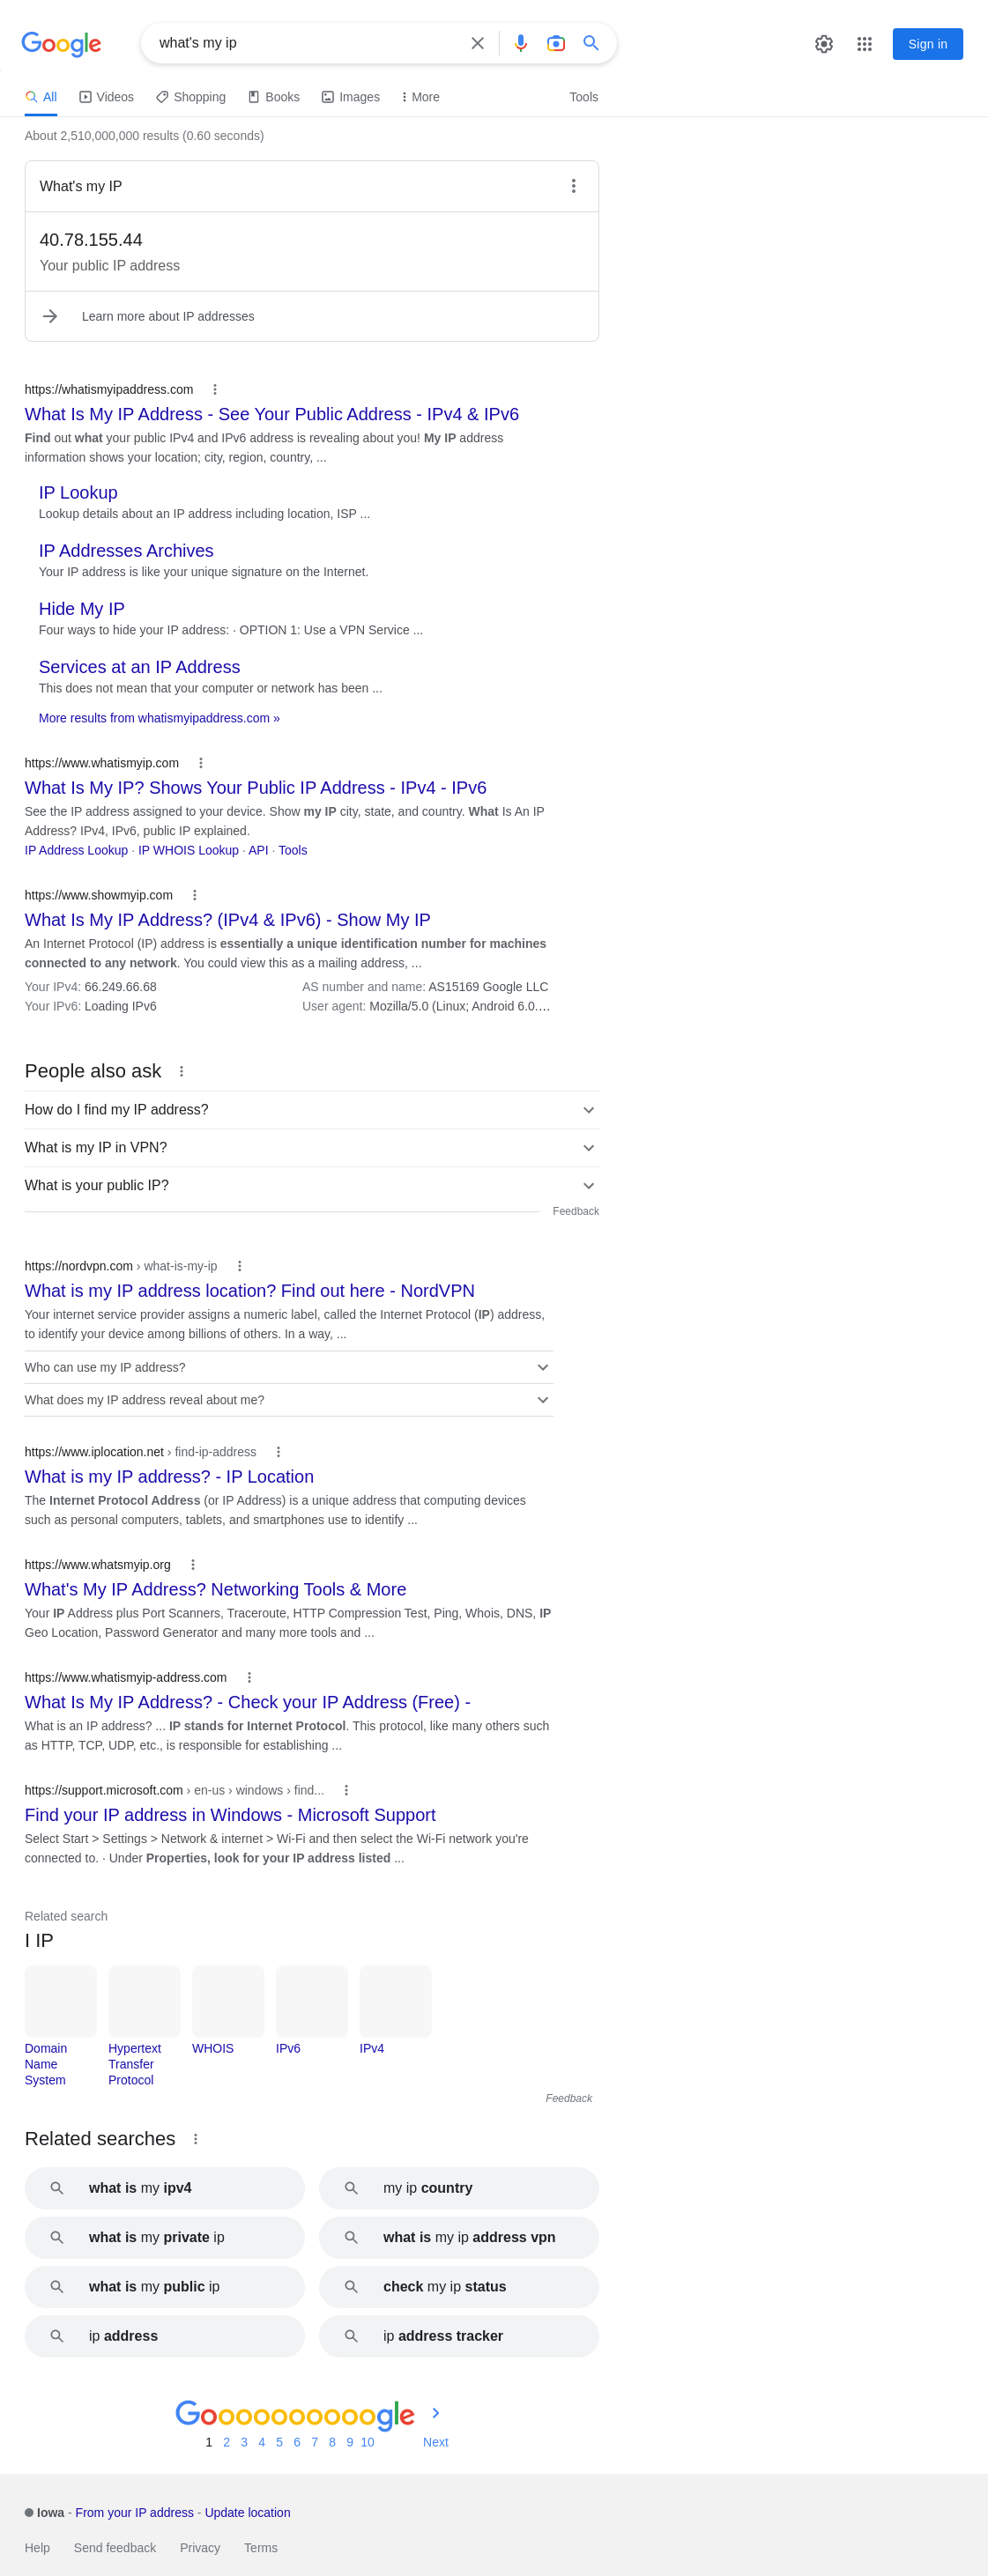 Google
what's my ip
Sign in
All
Videos
Shopping
Books
Images
More
Tools
About 2,510,000,000 results (0.60 seconds)
What's my IP
40.78.155.44
Your public IP address
Learn more about IP addresses
https://whatismyipaddress.com
What Is My IP Address - See Your Public Address - IPv4 & IPv6
Find out what your public IPv4 and IPv6 address is revealing about you! My IP address
information shows your location; city, region, country, ...
IP Lookup
Lookup details about an IP address including location, ISP ...
IP Addresses Archives
Your IP address is like your unique signature on the Internet.
Hide My IP
Four ways to hide your IP address: · OPTION 1: Use a VPN Service ...
Services at an IP Address
This does not mean that your computer or network has been ...
More results from whatismyipaddress.com »
https://www.whatismyip.com
What Is My IP? Shows Your Public IP Address - IPv4 - IPv6
See the IP address assigned to your device. Show my IP city, state, and country. What Is An IP
Address? IPv4, IPv6, public IP explained.
IP Address Lookup · IP WHOIS Lookup · API · Tools
https://www.showmyip.com
What Is My IP Address? (IPv4 & IPv6) - Show My IP
An Internet Protocol (IP) address is essentially a unique identification number for machines
connected to any network. You could view this as a mailing address, ...
Your IPv4: 66.249.66.68
AS number and name: AS15169 Google LLC
Your IPv6: Loading IPv6
User agent: Mozilla/5.0 (Linux; Android 6.0....
People also ask
How do I find my IP address?
What is my IP in VPN?
What is your public IP?
Feedback
https://nordvpn.com › what-is-my-ip
What is my IP address location? Find out here - NordVPN
Your internet service provider assigns a numeric label, called the Internet Protocol (IP) address,
to identify your device among billions of others. In a way, ...
Who can use my IP address?
What does my IP address reveal about me?
https://www.iplocation.net › find-ip-address
What is my IP address? - IP Location
The Internet Protocol Address (or IP Address) is a unique address that computing devices
such as personal computers, tablets, and smartphones use to identify ...
https://www.whatsmyip.org
What's My IP Address? Networking Tools & More
Your IP Address plus Port Scanners, Traceroute, HTTP Compression Test, Ping, Whois, DNS, IP
Geo Location, Password Generator and many more tools and ...
https://www.whatismyip-address.com
What Is My IP Address? - Check your IP Address (Free) -
What is an IP address? ... IP stands for Internet Protocol. This protocol, like many others such
as HTTP, TCP, UDP, etc., is responsible for establishing ...
https://support.microsoft.com › en-us › windows › find...
Find your IP address in Windows - Microsoft Support
Select Start > Settings > Network & internet > Wi-Fi and then select the Wi-Fi network you're
connected to. · Under Properties, look for your IP address listed ...
Related search
I IP
Domain
Name
System
Hypertext
Transfer
Protocol
WHOIS
IPv6
IPv4
Feedback
Related searches
what is my ipv4
my ip country
what is my private ip
what is my ip address vpn
what is my public ip
check my ip status
ip address
ip address tracker
Goooooooooogle
1 2 3 4 5 6 7 8 9 10 Next
Iowa - From your IP address - Update location
Help
Send feedback
Privacy
Terms